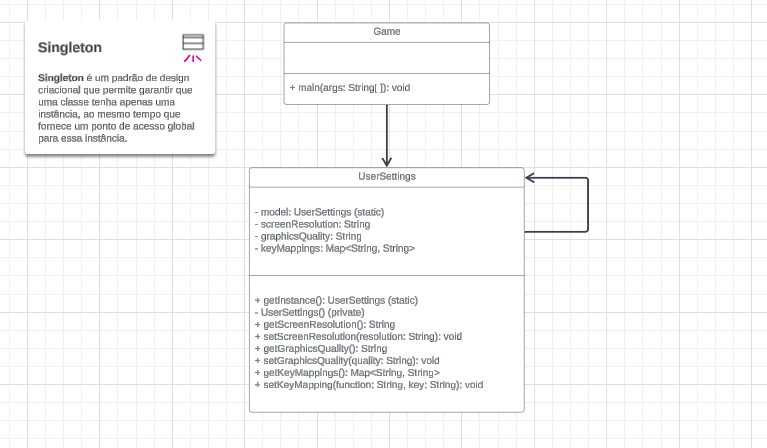 Singleton
Singleton é um padrão de design
criacional que permite garantir que
uma classe tenha apenas uma
instância, ao mesmo tempo que
fornece um ponto de acesso global
para essa instância.
Game
+ main(args: String[ ]): void
UserSettings
- model: UserSettings (static)
- screenResolution: String
- graphicsQuality: String
- keyMappings: Map<String, String>
+ getInstance(): UserSettings (static)
- UserSettings() (private)
+ getScreenResolution(): String
+ setScreenResolution(resolution: String): void
+ getGraphicsQuality(): String
+ setGraphicsQuality(quality: String): void
+ getKeyMappings(): Map<String, String>
+ setKeyMapping(function: String, key: String): void